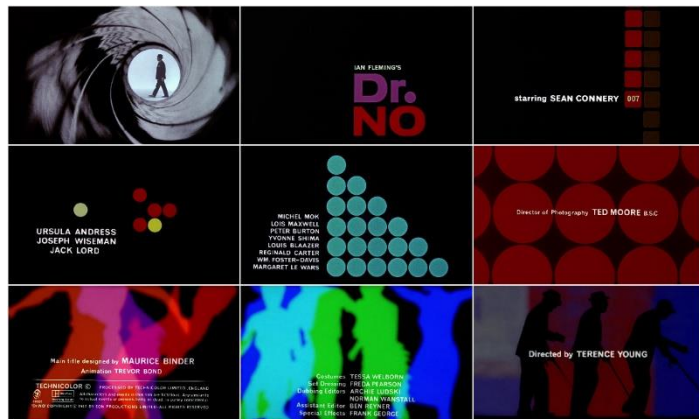 IAN FLEMING'S
Dr.
NO
starring SEAN CONNERY 007
URSULA ANDRESS
JOSEPH WISEMAN
JACK LORD
MICHEL MOK
LOIS MAXWELL
PETER BURTON
YVONNE SHIMA
LOUIS BLAAZER
REGINALD CARTER
WM. FOSTER-DAVIS
MARGARET LE WARS
Director of Photography TED MOORE B.S.C
Main title designed by MAURICE BINDER
Animation TREVOR BOND
TECHNICOLOR ©
Costumes TESSA WELBORN
Set Dressing FREDA PEARSON
Dubbing Editors ARCHIE LUDSKI
NORMAN WANSTALL
Assistant Editor BEN REYNER
Special Effects FRANK GEORGE
Directed by TERENCE YOUNG